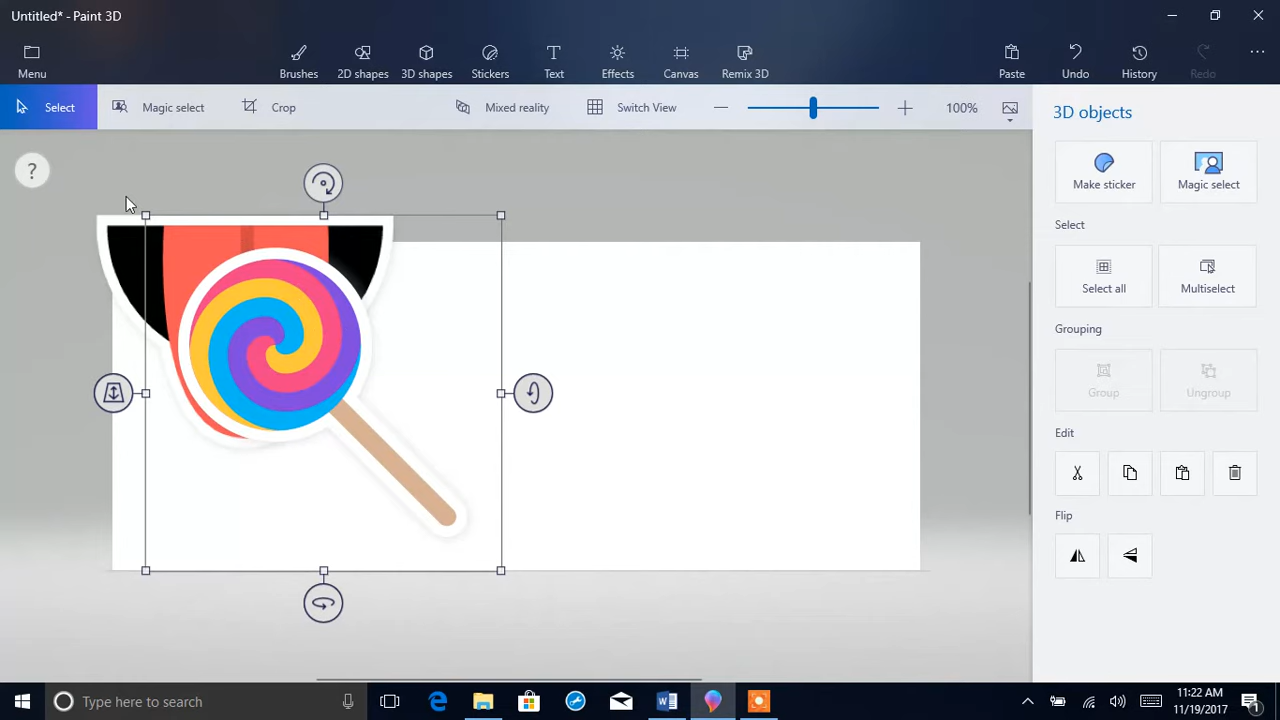 Untitled* - Paint 3D
Menu
Brushes
2D shapes
3D shapes
Stickers
Text
Effects
Canvas
Remix 3D
Paste
Undo
History
Redo
Select
Magic select
Crop
Mixed reality
Switch View
100%
?
3D objects
Make sticker
Magic select
Select
Select all
Multiselect
Grouping
Group
Ungroup
Edit
Flip
Type here to search
11:22 AM
11/19/2017
1